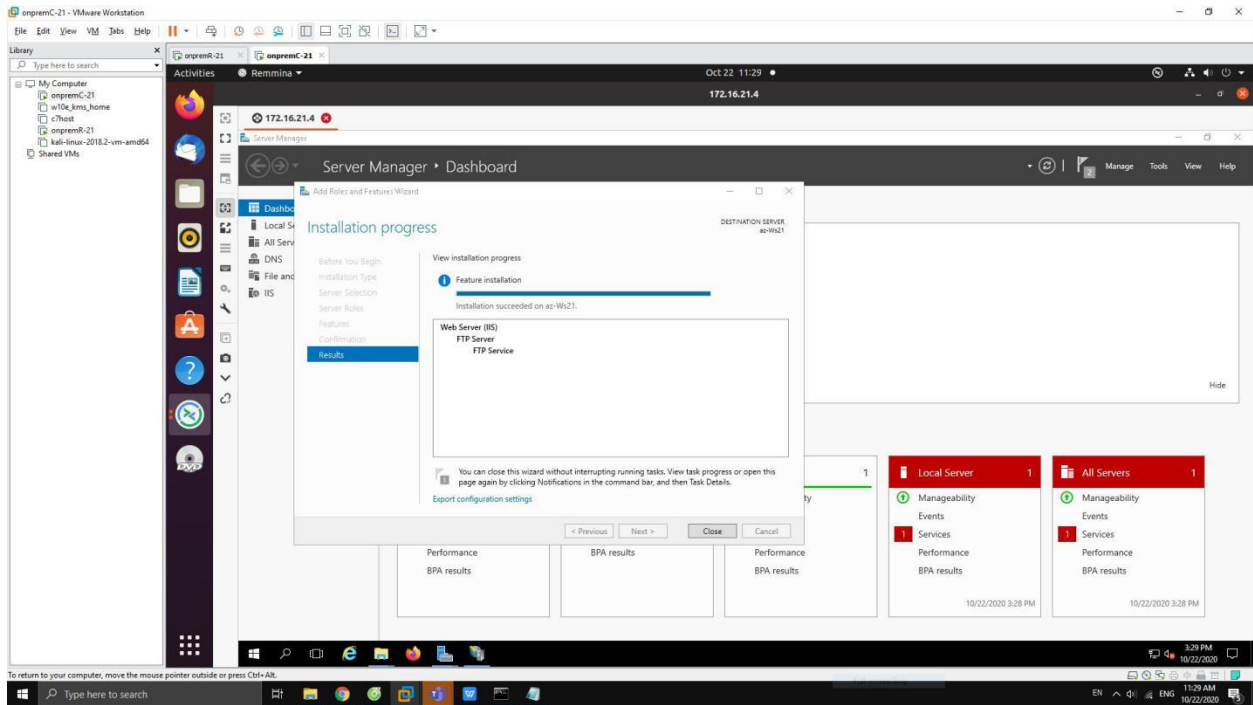 onpremC-21 - VMware Workstation
File Edit View VM Tabs Help
Library
Type here to search
My Computer
onpremC-21
w10e_kms_home
c7host
onpremR-21
kali-linux-2018.2-vm-amd64
Shared VMs
onpremR-21 onpremC-21
Activities Remmina Oct 22 11:29
172.16.21.4
172.16.21.4
Server Manager
Server Manager • Dashboard
2 Manage Tools View Help
Dashbo
Local S
All Serv
DNS
File and
IIS
Add Roles and Features Wizard
Installation progress
DESTINATION SERVER
az-Ws21
Before You Begin
Installation Type
Server Selection
Server Roles
Features
Confirmation
Results
View installation progress
Feature installation
Installation succeeded on az-Ws21.
Web Server (IIS)
FTP Server
FTP Service
You can close this wizard without interrupting running tasks. View task progress or open this
page again by clicking Notifications in the command bar, and then Task Details.
Export configuration settings
< Previous Next > Close Cancel
Hide
Performance
BPA results
BPA results
1
ty
Performance
BPA results
Local Server 1
Manageability
Events
1 Services
Performance
BPA results
10/22/2020 3:28 PM
All Servers 1
Manageability
Events
1 Services
Performance
BPA results
10/22/2020 3:28 PM
3:29 PM
10/22/2020
To return to your computer, move the mouse pointer outside or press Ctrl+Alt.
Type here to search
EN ENG 11:29 AM
10/22/2020